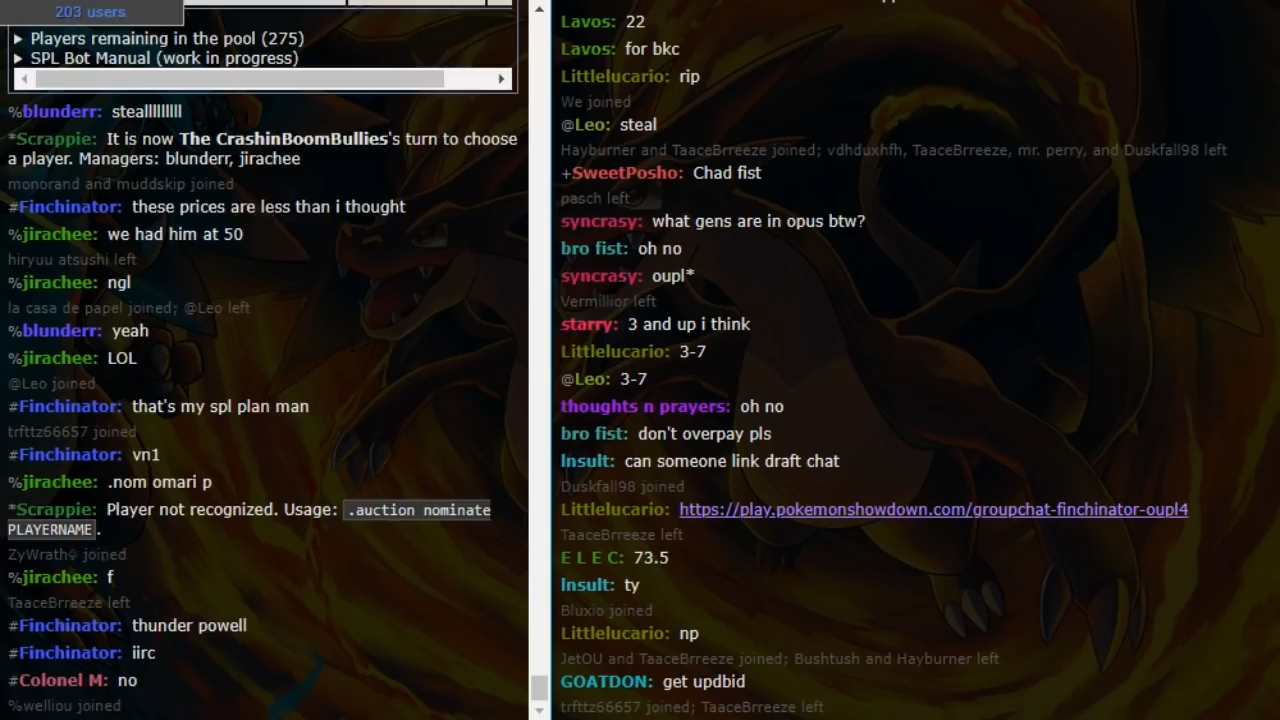 203 users
▸ Players remaining in the pool (275)
▸ SPL Bot Manual (work in progress)
%blunderr: stealllllllll
*Scrappie: It is now The CrashinBoomBullies's turn to choose
a player. Managers: blunderr, jirachee
monorand and muddskip joined
#Finchinator: these prices are less than i thought
%jirachee: we had him at 50
hiryuu atsushi left
%jirachee: ngl
la casa de papel joined; @Leo left
%blunderr: yeah
%jirachee: LOL
@Leo joined
#Finchinator: that's my spl plan man
trfttz66657 joined
#Finchinator: vn1
%jirachee: .nom omari p
*Scrappie: Player not recognized. Usage: .auction nominate
PLAYERNAME.
ZyWrath joined
%jirachee: f
TaaceBrreeze left
#Finchinator: thunder powell
#Finchinator: iirc
#Colonel M: no
%welliou joined
Lavos: 22
Lavos: for bkc
Littlelucario: rip
We joined
@Leo: steal
Hayburner and TaaceBrreeze joined; vdhduxhfh, TaaceBrreeze, mr. perry, and Duskfall98 left
+SweetPosho: Chad fist
pasch left
syncrasy: what gens are in opus btw?
bro fist: oh no
syncrasy: oupl*
Vermillior left
starry: 3 and up i think
Littlelucario: 3-7
@Leo: 3-7
thoughts n prayers: oh no
bro fist: don't overpay pls
Insult: can someone link draft chat
Duskfall98 joined
Littlelucario: https://play.pokemonshowdown.com/groupchat-finchinator-oupl4
TaaceBrreeze left
E L E C: 73.5
Insult: ty
Bluxio joined
Littlelucario: np
JetOU and TaaceBrreeze joined; Bushtush and Hayburner left
GOATDON: get updbid
trfttz66657 joined; TaaceBrreeze left